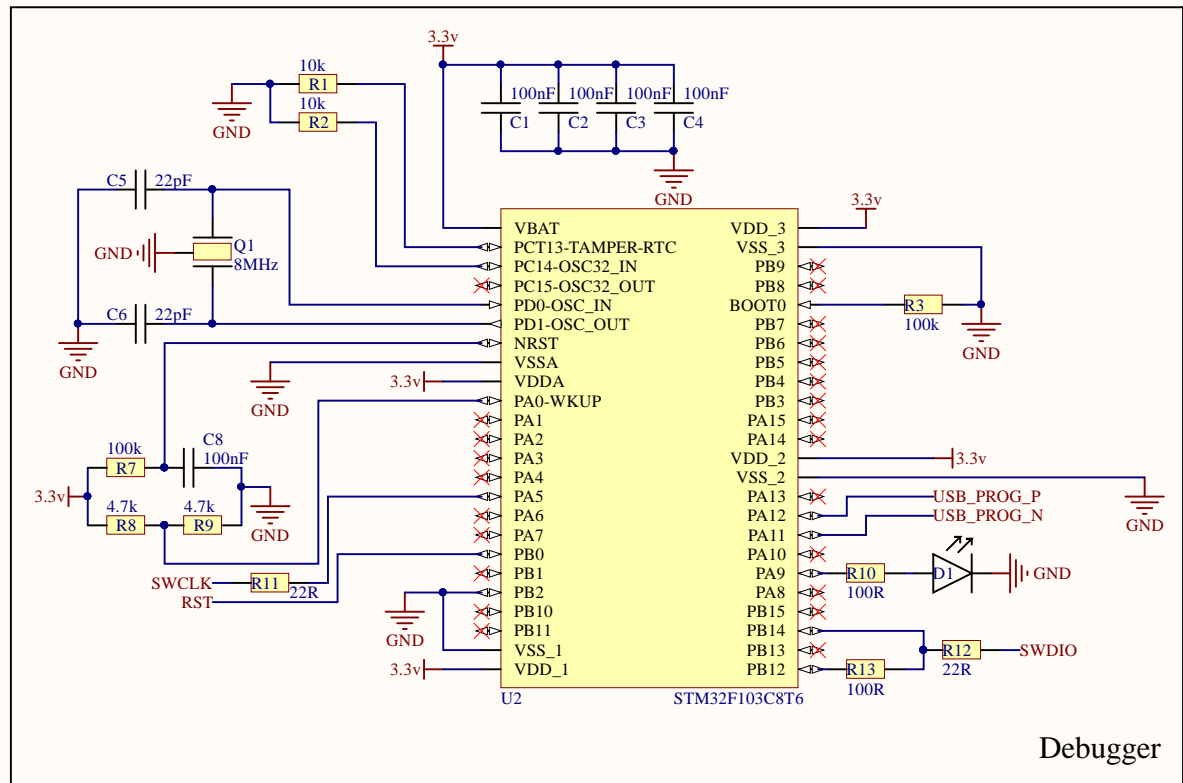 3.3v
10k
R1
10k
R2
GND
100nF
100nF
100nF
100nF
C1
C2
C3
C4
GND
C5
22pF
GND
Q1
8MHz
C6
22pF
GND
VBAT
PCT13-TAMPER-RTC
PC14-OSC32_IN
PC15-OSC32_OUT
PD0-OSC_IN
PD1-OSC_OUT
NRST
VSSA
VDDA
PA0-WKUP
PA1
PA2
PA3
PA4
PA5
PA6
PA7
PB0
PB1
PB2
PB10
PB11
VSS_1
VDD_1
VDD_3
VSS_3
PB9
PB8
BOOT0
PB7
PB6
PB5
PB4
PB3
PA15
PA14
VDD_2
VSS_2
PA13
PA12
PA11
PA10
PA9
PA8
PB15
PB14
PB13
PB12
U2
STM32F103C8T6
3.3v
R3
100k
GND
GND
3.3v
3.3v
GND
USB_PROG_P
USB_PROG_N
100k
R7
C8
100nF
3.3v
4.7k
R8
4.7k
R9
GND
SWCLK
R11
22R
RST
GND
3.3v
R10
100R
D1
GND
R12
22R
SWDIO
R13
100R
Debugger